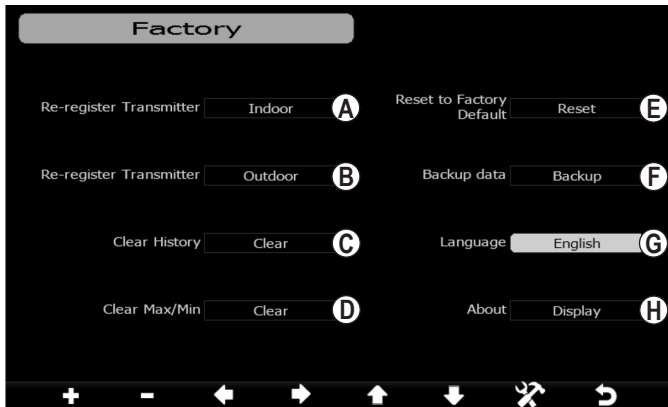 Factory
Re-register Transmitter Indoor A
Reset to Factory
Default Reset E
Re-register Transmitter Outdoor B
Backup data Backup F
Clear History Clear C
Language English G
Clear Max/Min Clear D
About Display H